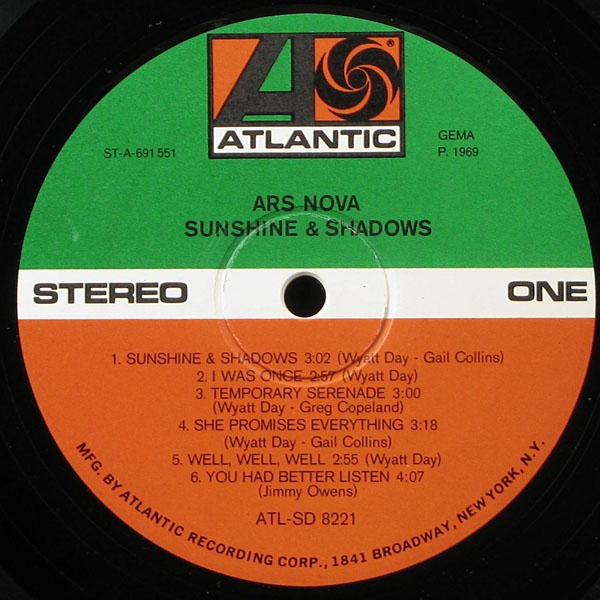 ATLANTIC
ST-A-691 551
GEMA
P. 1969
ARS NOVA
SUNSHINE & SHADOWS
STEREO
ONE
1. SUNSHINE & SHADOWS 3:02 (Wyatt Day - Gail Collins)
2. I WAS ONCE 2:57 (Wyatt Day)
3. TEMPORARY SERENADE 3:00
(Wyatt Day - Greg Copeland)
4. SHE PROMISES EVERYTHING 3:18
(Wyatt Day - Gail Collins)
5. WELL, WELL, WELL 2:55 (Wyatt Day)
6. YOU HAD BETTER LISTEN 4:07
(Jimmy Owens)
ATL-SD 8221
MFG. BY ATLANTIC RECORDING CORP., 1841 BROADWAY, NEW YORK, N.Y.